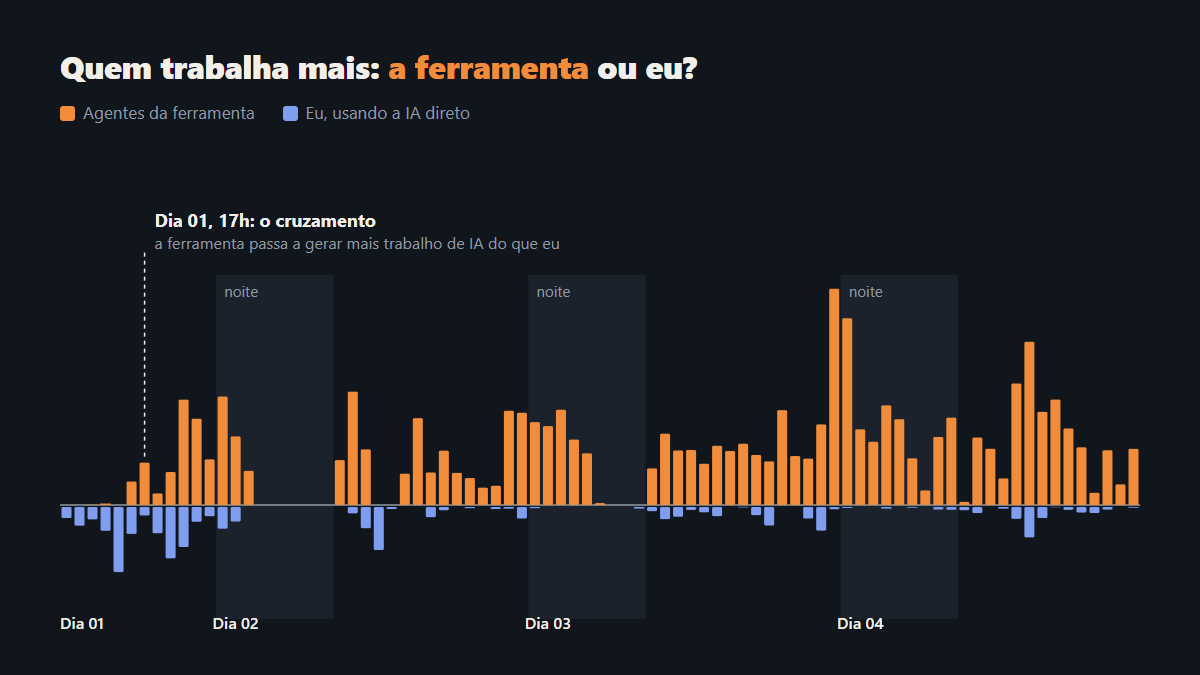 Quem trabalha mais: a ferramenta ou eu?
Agentes da ferramenta
Eu, usando a IA direto
Dia 01, 17h: o cruzamento
a ferramenta passa a gerar mais trabalho de IA do que eu
noite
noite
noite
Dia 01
Dia 02
Dia 03
Dia 04